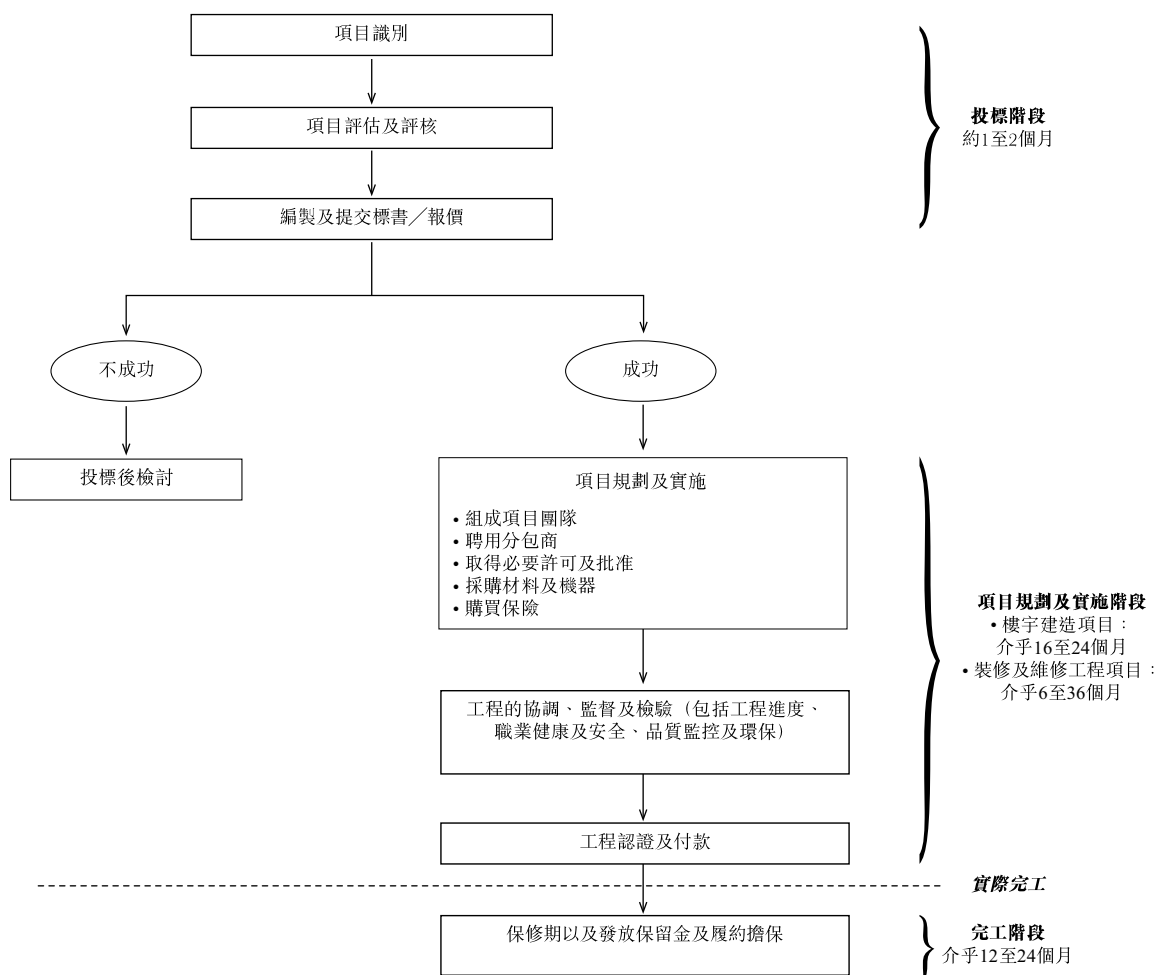 項目識別
項目評估及評核
編製及提交標書／報價
投標階段
約1至2個月
不成功
成功
投標後檢討
項目規劃及實施
• 組成項目團隊
• 聘用分包商
• 取得必要許可及批准
• 採購材料及機器
• 購買保險
項目規劃及實施階段
• 樓宇建造項目：
介乎16至24個月
• 裝修及維修工程項目：
介乎6至36個月
工程的協調、監督及檢驗（包括工程進度、
職業健康及安全、品質監控及環保）
工程認證及付款
實際完工
保修期以及發放保留金及履約擔保
完工階段
介乎12至24個月